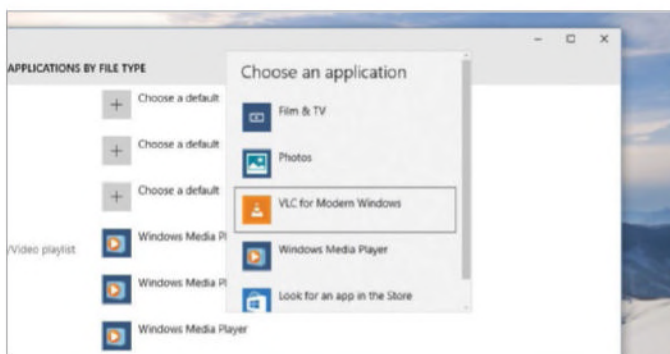 APPLICATIONS BY FILE TYPE
Choose an application
Choose a default
Film & TV
Choose a default
Photos
Choose a default
VLC for Modern Windows
/Video playlist
Windows Media Pl
Windows Media Player
Windows Media Pl
Look for an app in the Store
Windows Media Player